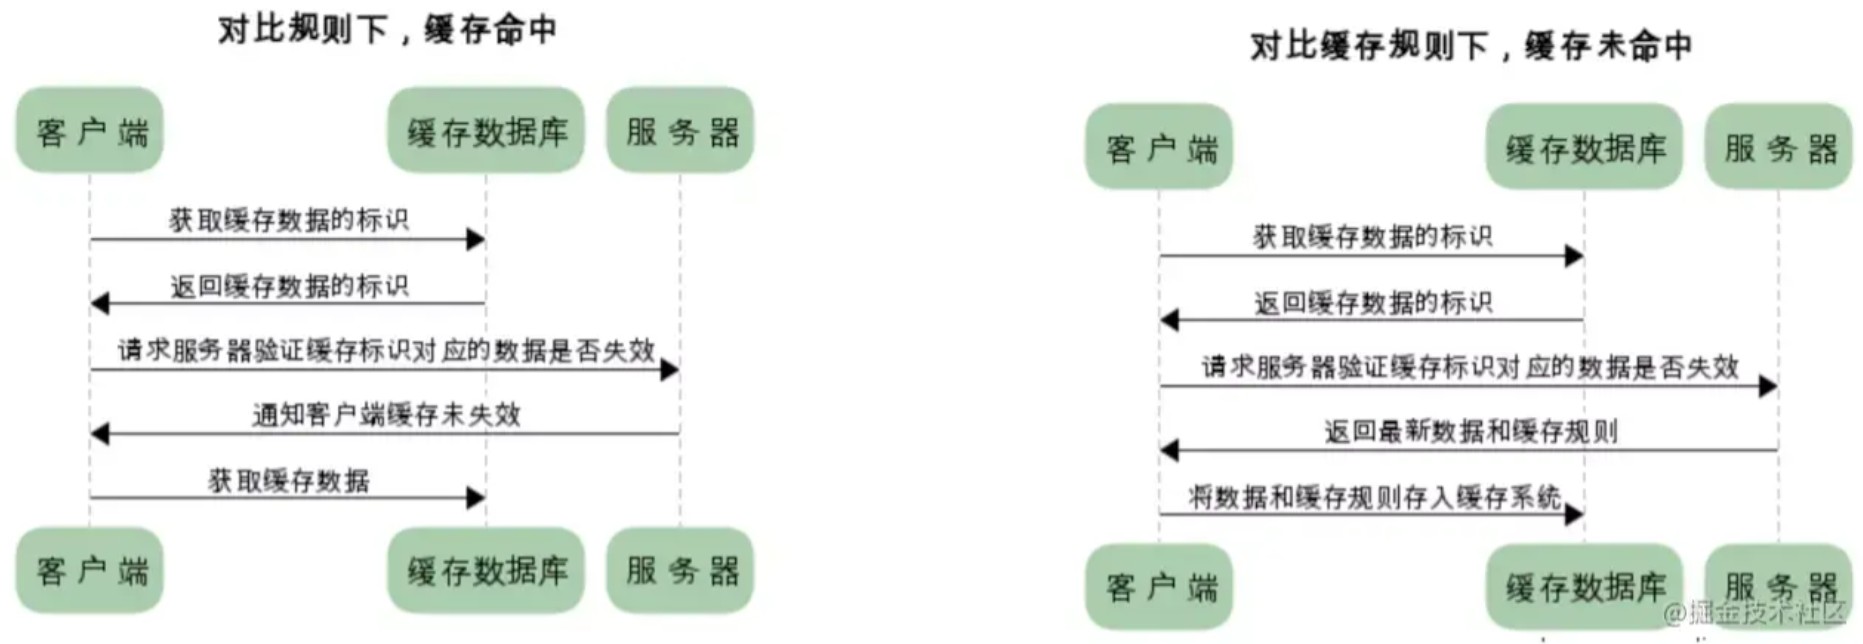 对比规则下，缓存命中
客户端
缓存数据库
服务器
获取缓存数据的标识
返回缓存数据的标识
请求服务器验证缓存标识对应的数据是否失效
通知客户端缓存未失效
获取缓存数据
客户端
缓存数据库
服务器
对比缓存规则下，缓存未命中
客户端
缓存数据库
服务器
获取缓存数据的标识
返回缓存数据的标识
请求服务器验证缓存标识对应的数据是否失效
返回最新数据和缓存规则
将数据和缓存规则存入缓存系统
客户端
缓存数据库
服务器
@掘金技术社区